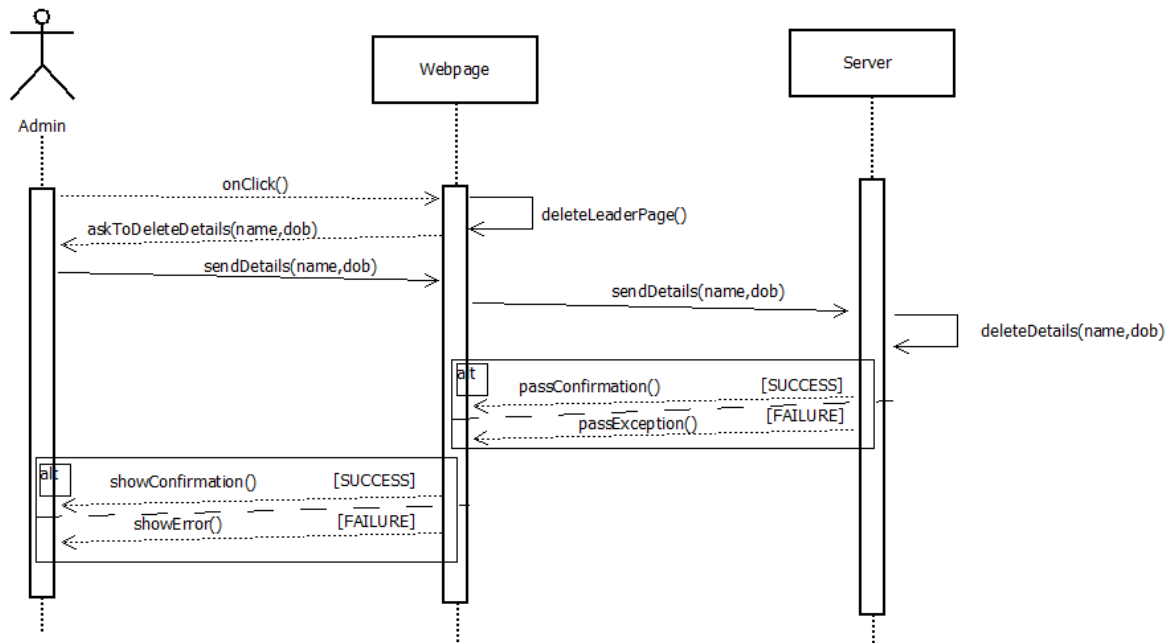 Webpage
Server
Admin
onClick()
deleteLeaderPage()
askToDeleteDetails(name,dob)
sendDetails(name,dob)
sendDetails(name,dob)
deleteDetails(name,dob)
alt
passConfirmation() [SUCCESS]
passException() [FAILURE]
alt
showConfirmation() [SUCCESS]
showError() [FAILURE]